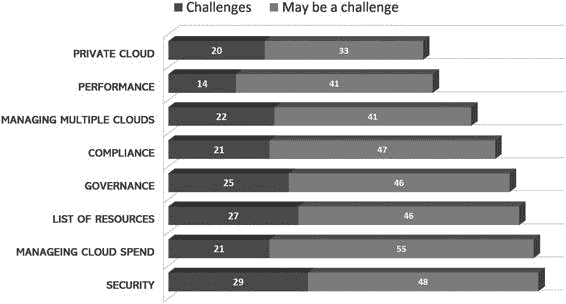 Challenges May be a challenge
PRIVATE CLOUD 20 33
PERFORMANCE 14 41
MANAGING MULTIPLE CLOUDS 22 41
COMPLIANCE 21 47
GOVERNANCE 25 46
LIST OF RESOURCES 27 46
MANAGEING CLOUD SPEND 21 55
SECURITY 29 48